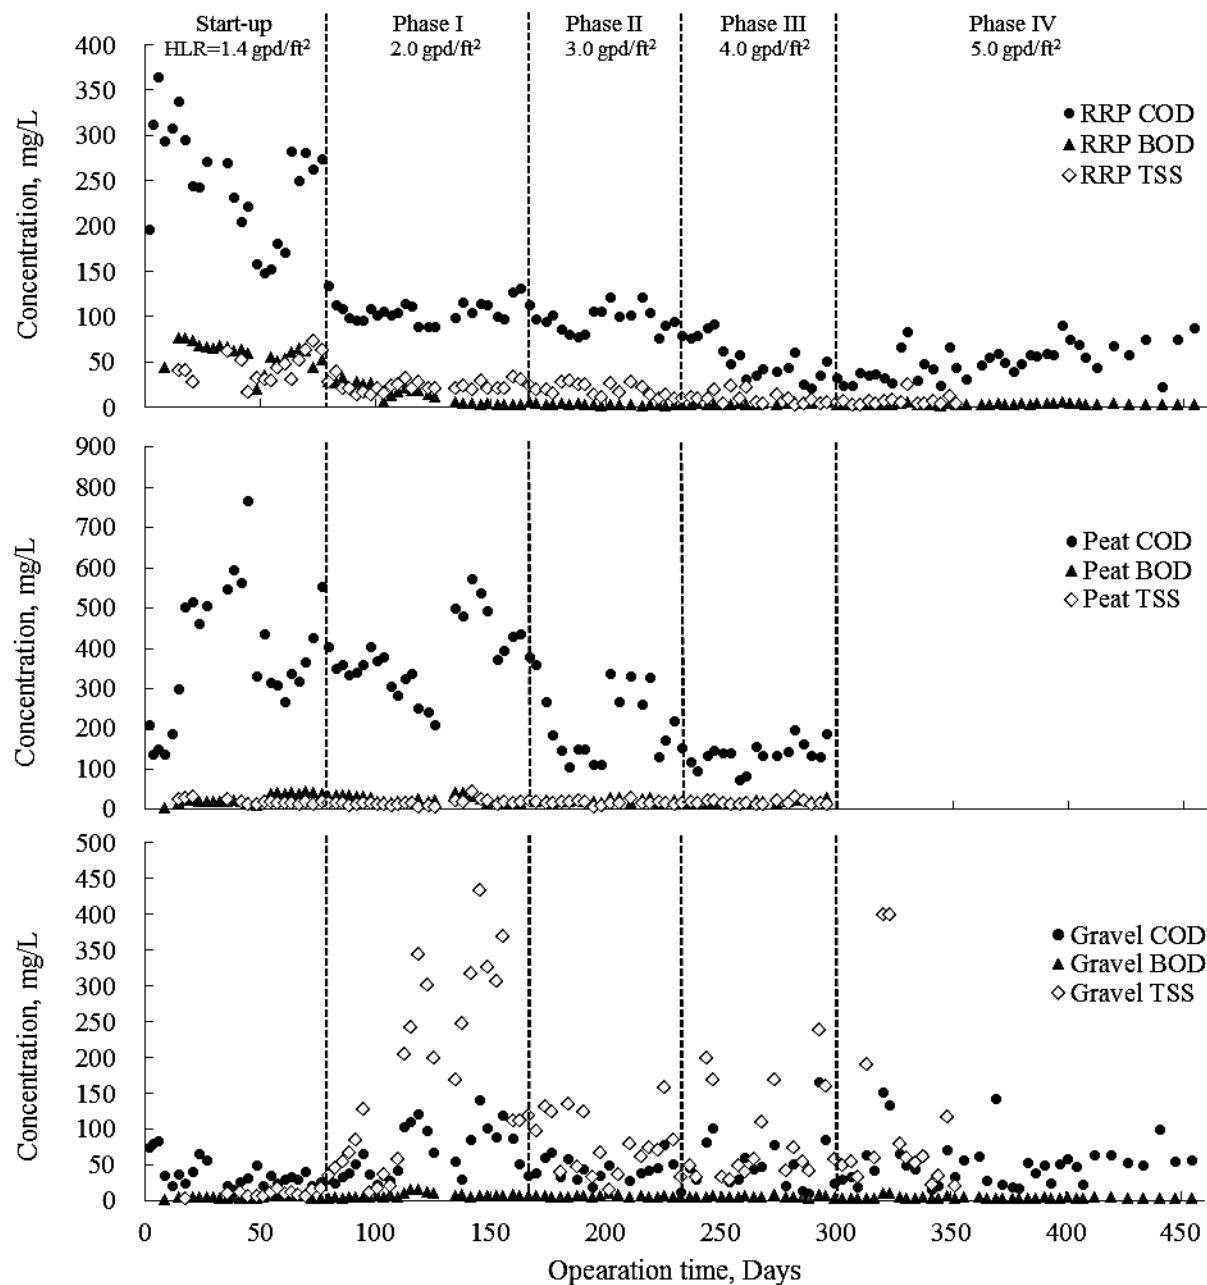 Start-up Phase I Phase II Phase III Phase IV
HLR=1.4 gpd/ft² 2.0 gpd/ft² 3.0 gpd/ft² 4.0 gpd/ft² 5.0 gpd/ft²
400
350
300
250
200
150
100
50
0
Concentration, mg/L
RRP COD
RRP BOD
RRP TSS
900
800
700
600
500
400
300
200
100
0
Concentration, mg/L
Peat COD
Peat BOD
Peat TSS
500
450
400
350
300
250
200
150
100
50
0
Concentration, mg/L
Gravel COD
Gravel BOD
Gravel TSS
0 50 100 150 200 250 300 350 400 450
Opearation time, Days